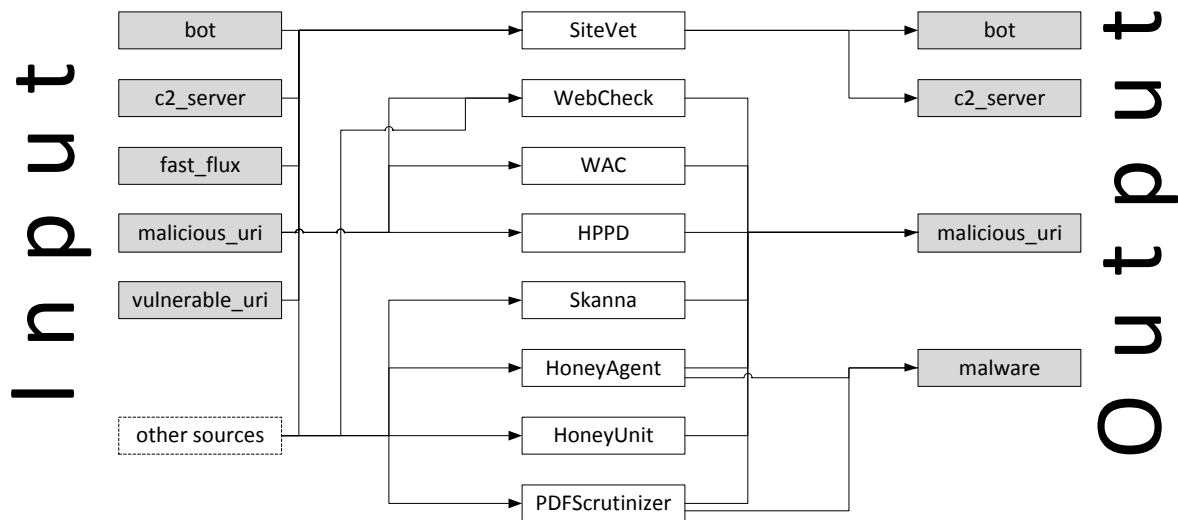 Input
bot
c2_server
fast_flux
malicious_uri
vulnerable_uri
other sources
SiteVet
WebCheck
WAC
HPPD
Skanna
HoneyAgent
HoneyUnit
PDFScrutinizer
bot
c2_server
malicious_uri
malware
Output